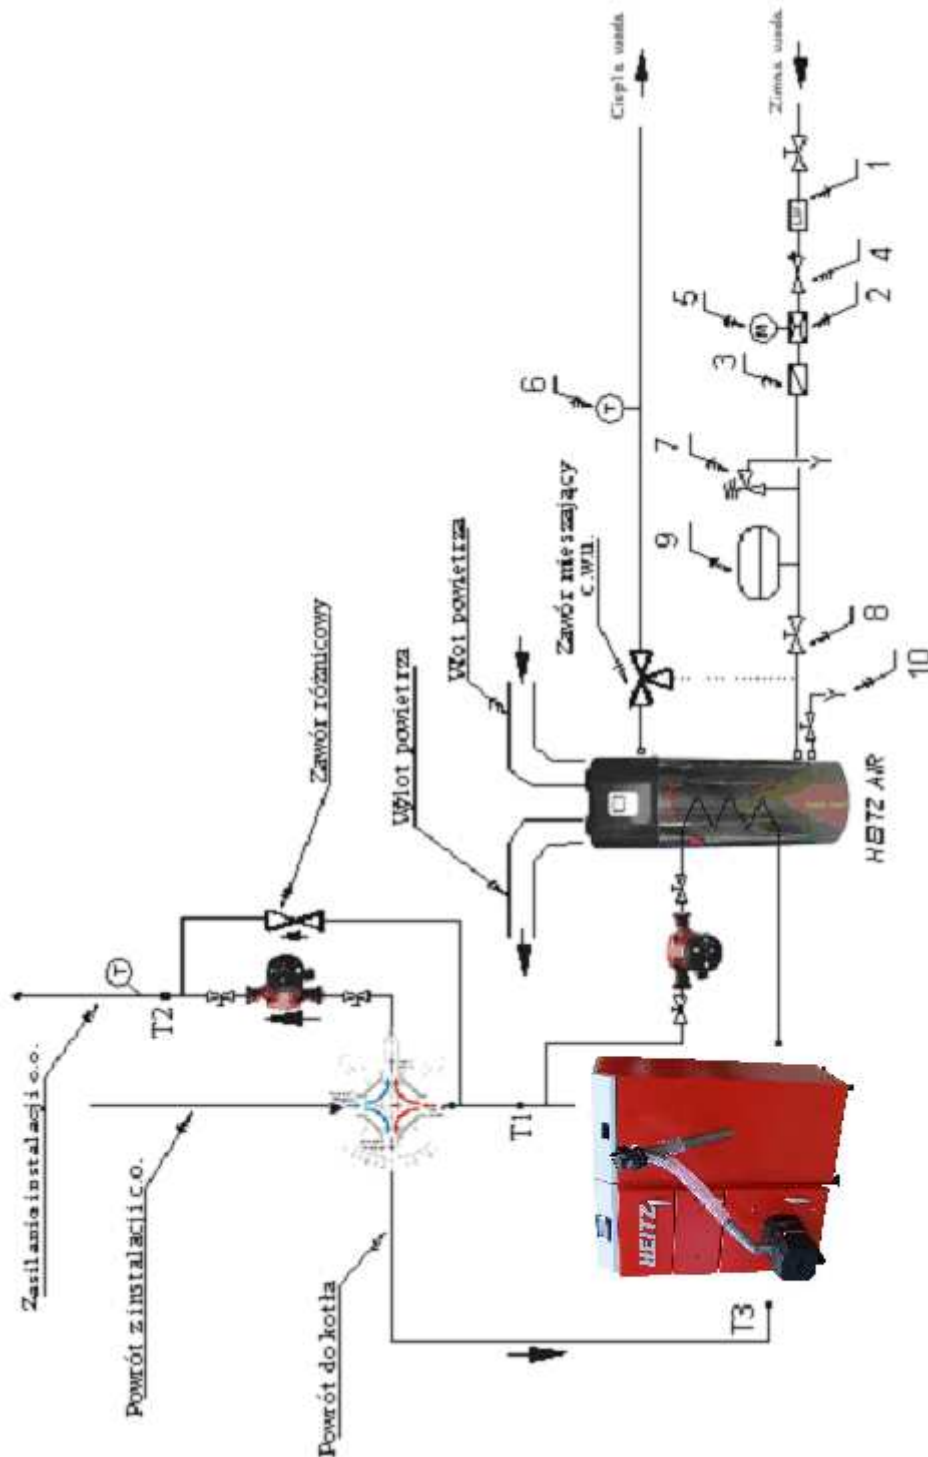 Zasilanie instalacji c.o.
Powrót z instalacji c.o.
Powrót do kotła
T
T2
T1
T3
Zawór różnicowy
Wylot powietrza
Wlot powietrza
Zawór mieszający
c.w.u.
Ciepla woda
Zimna woda
HEITZ
HEITZ AIR
T
M
1
2
3
4
5
6
7
8
9
10